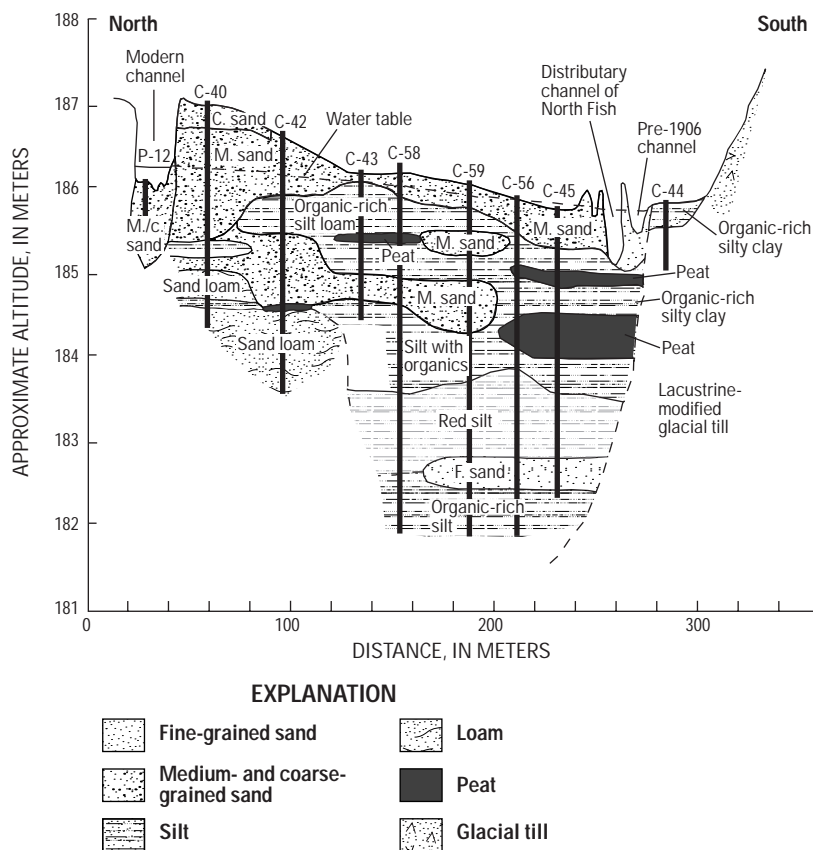 188
North
South
Modern
channel
C-40
187
C. sand
C-42
Water table
Distributary
channel of
North Fish
M. sand
C-43
C-58
Pre-1906
channel
P-12
C-59
C-56
C-45
C-44
186
M./c.
sand
Organic-rich
silt loam
M. sand
M. sand
Organic-rich
silty clay
Peat
185
Sand loam
Peat
M. sand
Organic-rich
silty clay
Sand loam
Silt with
organics
Peat
184
Lacustrine-
modified
glacial till
Red silt
183
F. sand
Organic-rich
silt
182
181
APPROXIMATE ALTITUDE, IN METERS
0
100
200
300
DISTANCE, IN METERS
EXPLANATION
Fine-grained sand
Loam
Medium- and coarse-
grained sand
Peat
Silt
Glacial till